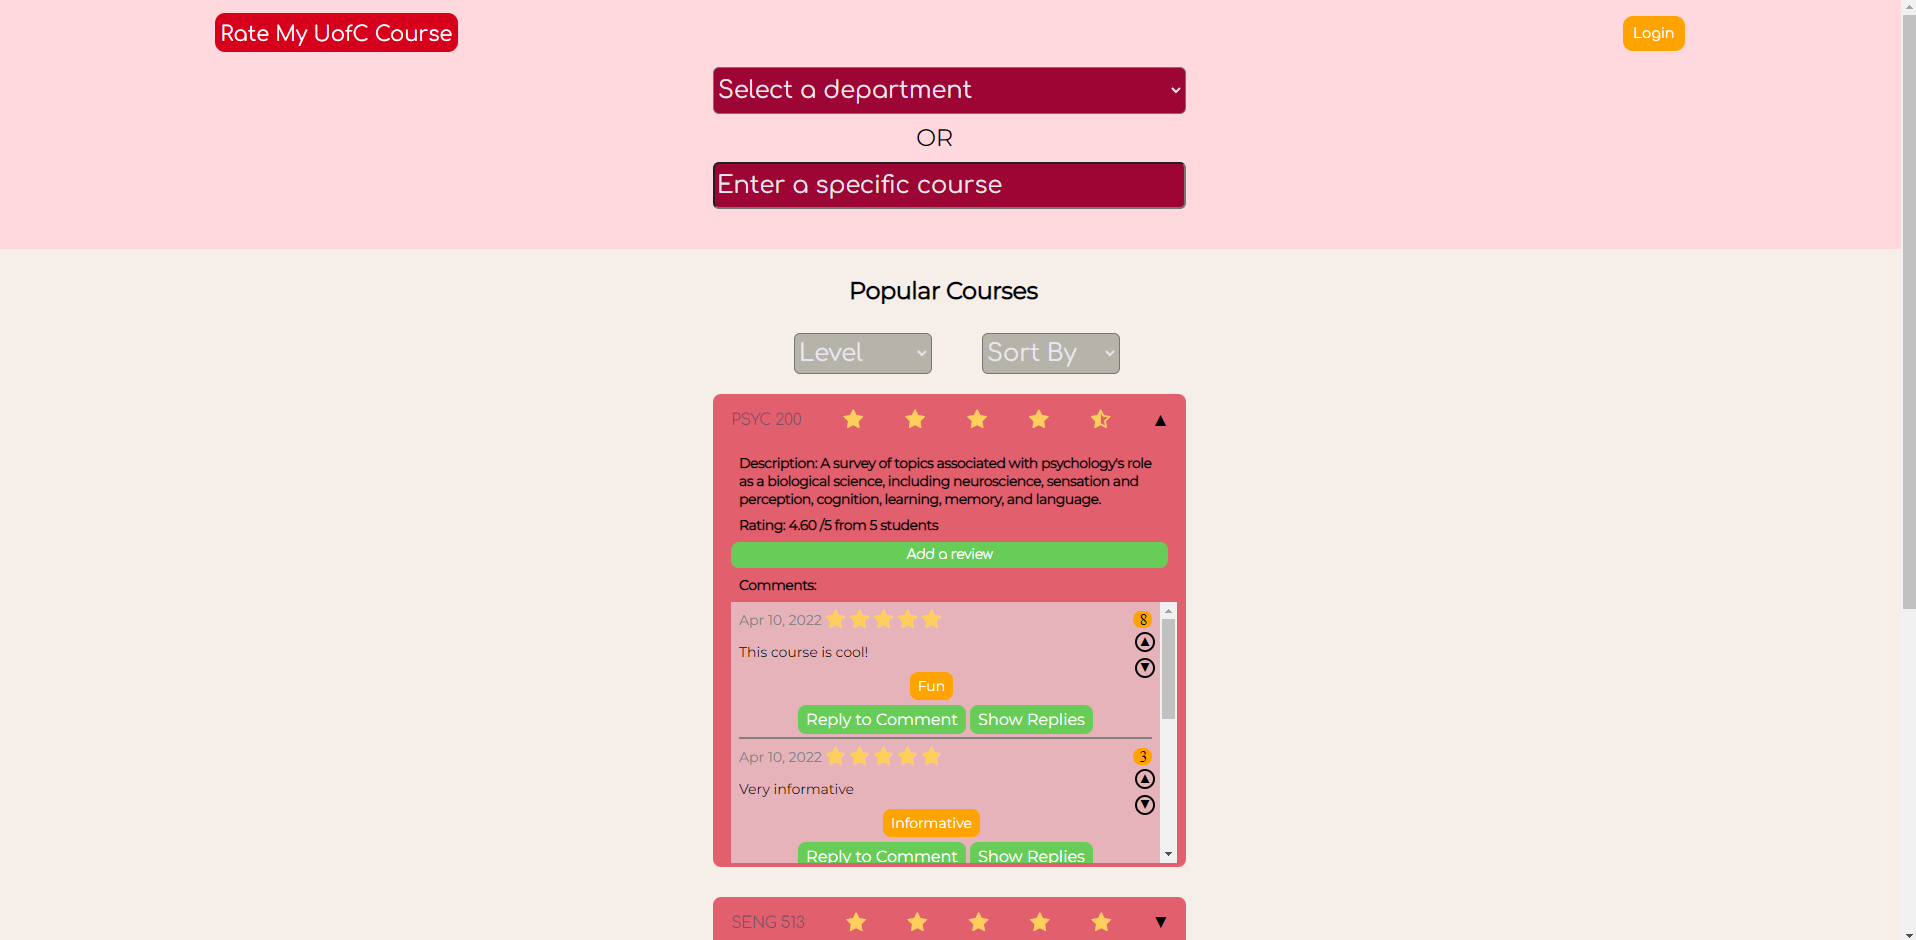 Rate My UofC Course
Login
Select a department
OR
Enter a specific course
Popular Courses
Level
Sort By
PSYC 200
Description: A survey of topics associated with psychology's role
as a biological science, including neuroscience, sensation and
perception, cognition, learning, memory, and language.
Rating: 4.60 /5 from 5 students
Add a review
Comments:
Apr 10, 2022
8
This course is cool!
Fun
Reply to Comment
Show Replies
Apr 10, 2022
3
Very informative
Informative
Reply to Comment
Show Replies
SENG 513